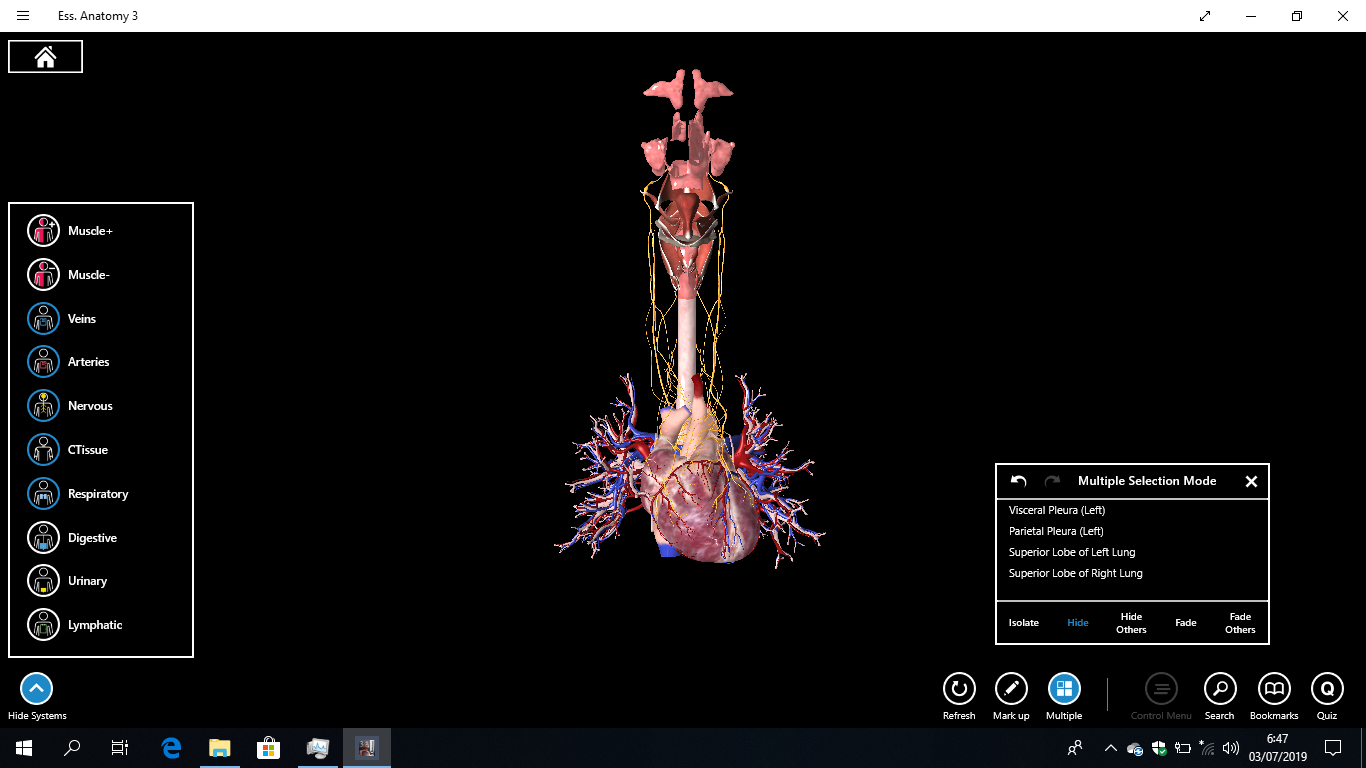 Ess. Anatomy 3
Muscle+
Muscle-
Veins
Arteries
Nervous
CTissue
Respiratory
Digestive
Urinary
Lymphatic
Hide Systems
Multiple Selection Mode
Visceral Pleura (Left)
Parietal Pleura (Left)
Superior Lobe of Left Lung
Superior Lobe of Right Lung
Isolate
Hide
Hide
Others
Fade
Fade
Others
Refresh
Mark up
Multiple
Control Menu
Search
Bookmarks
Q
Quiz
6:47
03/07/2019